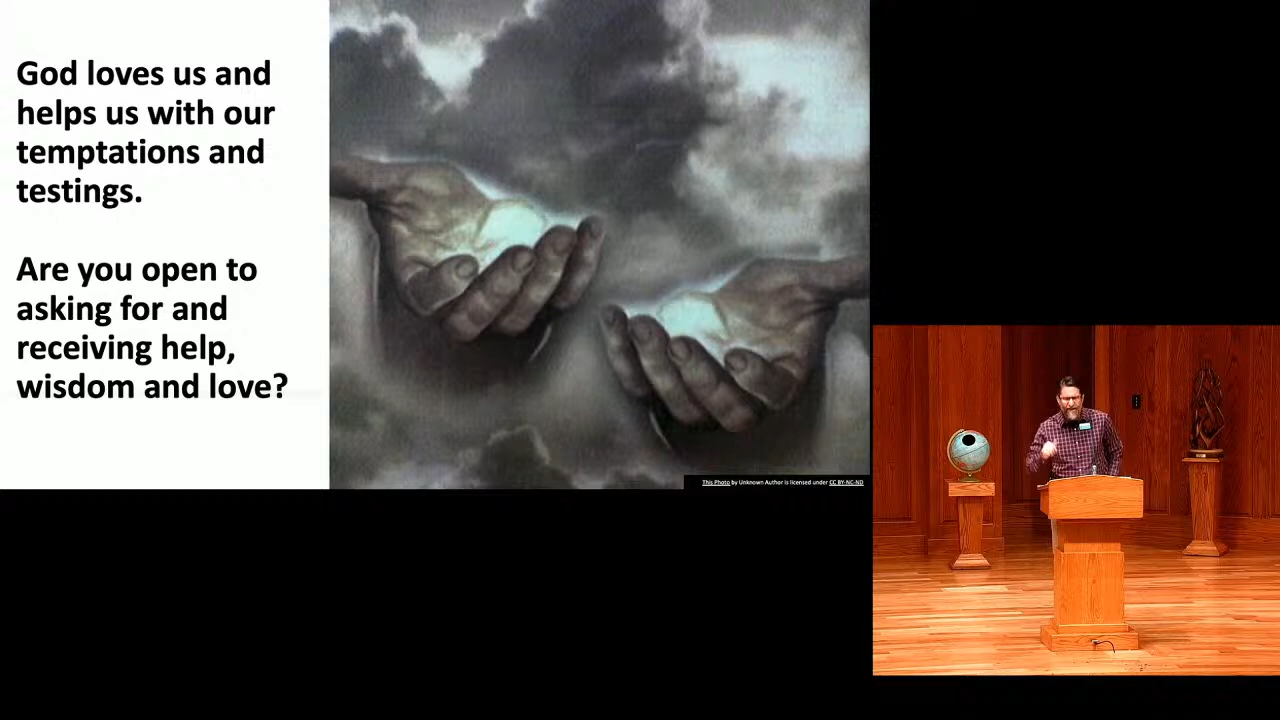 God loves us and
helps us with our
temptations and
testings.
Are you open to
asking for and
receiving help,
wisdom and love?
This Photo by Unknown Author is licensed under CC BY-NC-ND